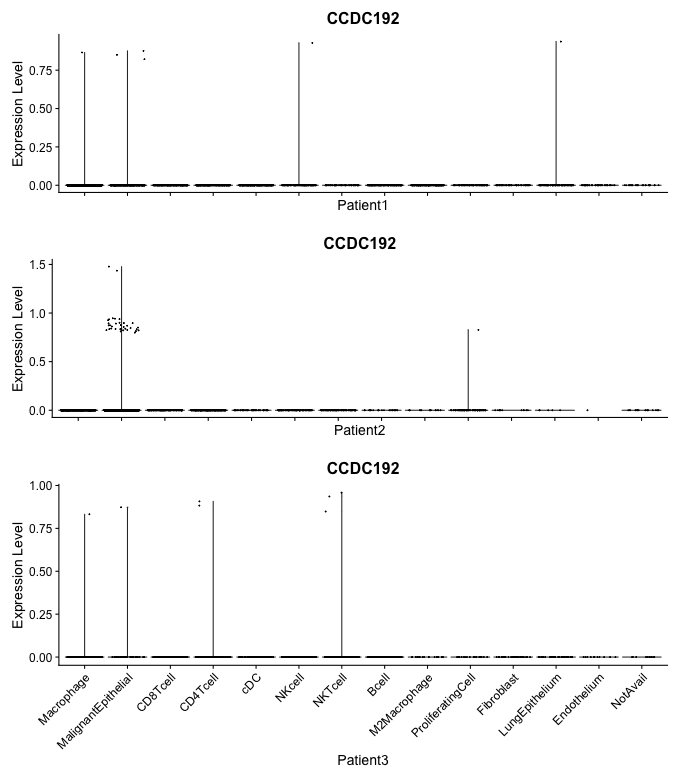 CCDC192
Expression Level
0.75
0.50
0.25
0.00
Patient1
CCDC192
Expression Level
1.5
1.0
0.5
0.0
Patient2
CCDC192
Expression Level
1.00
0.75
0.50
0.25
0.00
Macrophage
MalignantEpithelial
CD8Tcell
CD4Tcell
cDC
NKcell
NKTcell
Bcell
M2Macrophage
ProliferatingCell
Fibroblast
LungEpithelium
Endothelium
NotAvail
Patient3